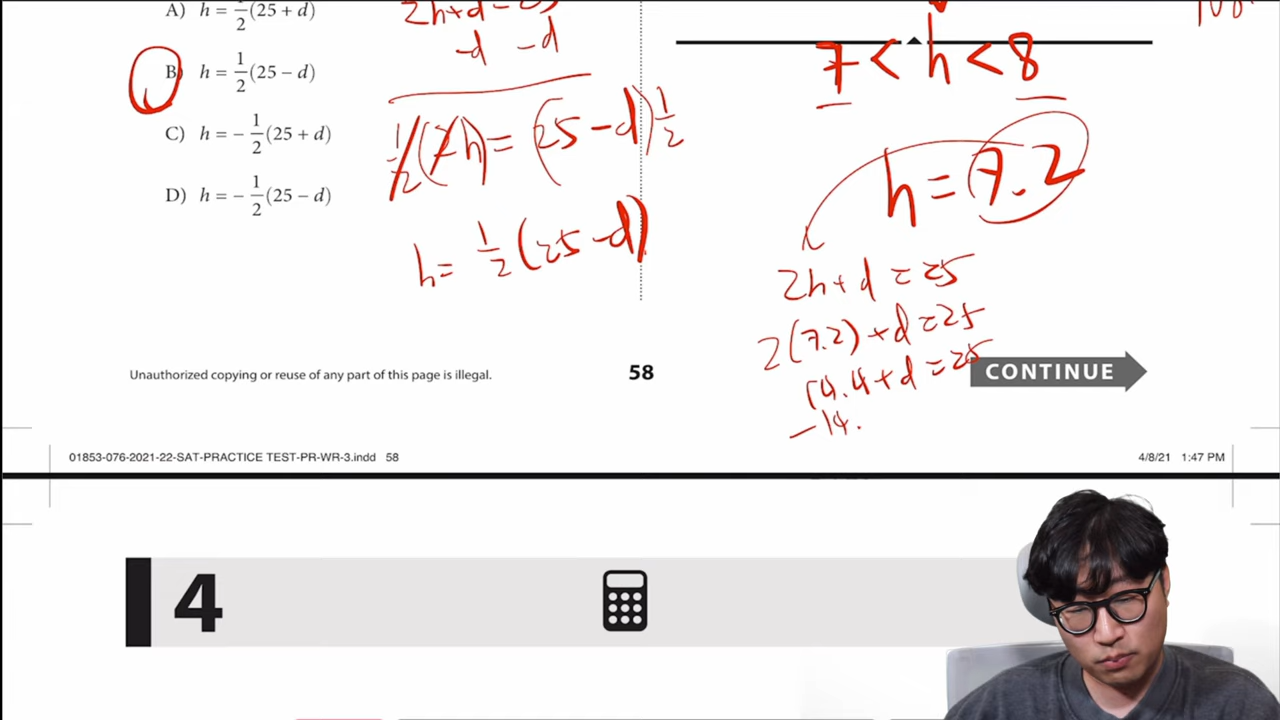 A) h = 1/2(25 + d)
B) h = 1/2(25 − d)
C) h = − 1/2(25 + d)
D) h = − 1/2(25 − d)
2h+d=25
-d -d
1/2(2h) = (25-d)1/2
h = 1/2(25-d)
7 < h < 8
h = 7.2
2h+d=25
2(7.2)+d=25
14.4+d=25
-14.
Unauthorized copying or reuse of any part of this page is illegal.
58
CONTINUE
01853-076-2021-22-SAT-PRACTICE TEST-PR-WR-3.indd 58
4/8/21 1:47 PM
4